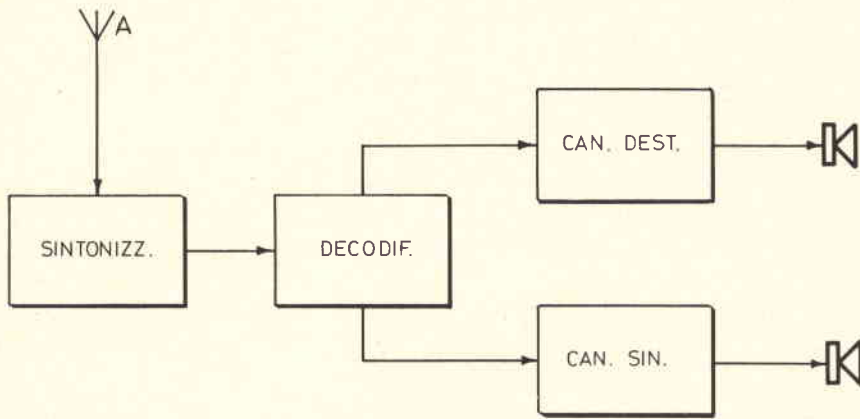 A
SINTONIZZ.
DECODIF.
CAN. DEST.
CAN. SIN.